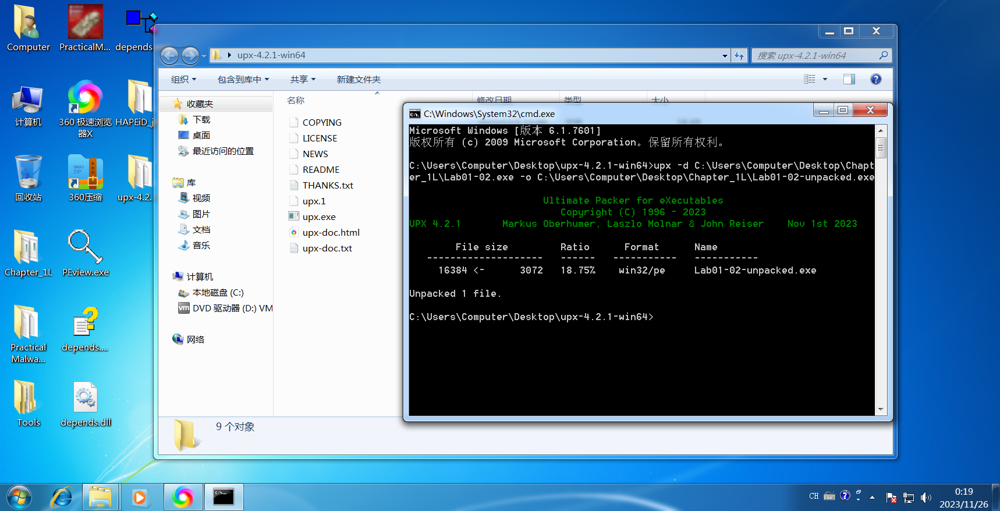 Computer
PracticalM...
depends.
计算机
360 极速浏览
器X
HAPEiD_j
回收站
360压缩
upx-4.2.
Chapter_1L
PEview.exe
Practical
Malwa...
depends....
Tools
depends.dll
upx-4.2.1-win64
搜索 upx-4.2.1-win64
组织
包含到库中
共享
新建文件夹
收藏夹
下载
桌面
最近访问的位置
库
视频
图片
文档
音乐
计算机
本地磁盘 (C:)
DVD 驱动器 (D:) VM
网络
名称
修改日期
类型
大小
COPYING
LICENSE
NEWS
README
THANKS.txt
upx.1
upx.exe
upx-doc.html
upx-doc.txt
9 个对象
C:\Windows\System32\cmd.exe
Microsoft Windows [版本 6.1.7601]
版权所有 (c) 2009 Microsoft Corporation。保留所有权利。
C:\Users\Computer\Desktop\upx-4.2.1-win64>upx -d C:\Users\Computer\Desktop\Chapt
er_1L\Lab01-02.exe -o C:\Users\Computer\Desktop\Chapter_1L\Lab01-02-unpacked.exe
Ultimate Packer for eXecutables
Copyright (C) 1996 - 2023
UPX 4.2.1 Markus Oberhumer, Laszlo Molnar & John Reiser Nov 1st 2023
File size Ratio Format Name
-------------------- ------ ----------- -----------
16384 <- 3072 18.75% win32/pe Lab01-02-unpacked.exe
Unpacked 1 file.
C:\Users\Computer\Desktop\upx-4.2.1-win64>
CH
0:19
2023/11/26